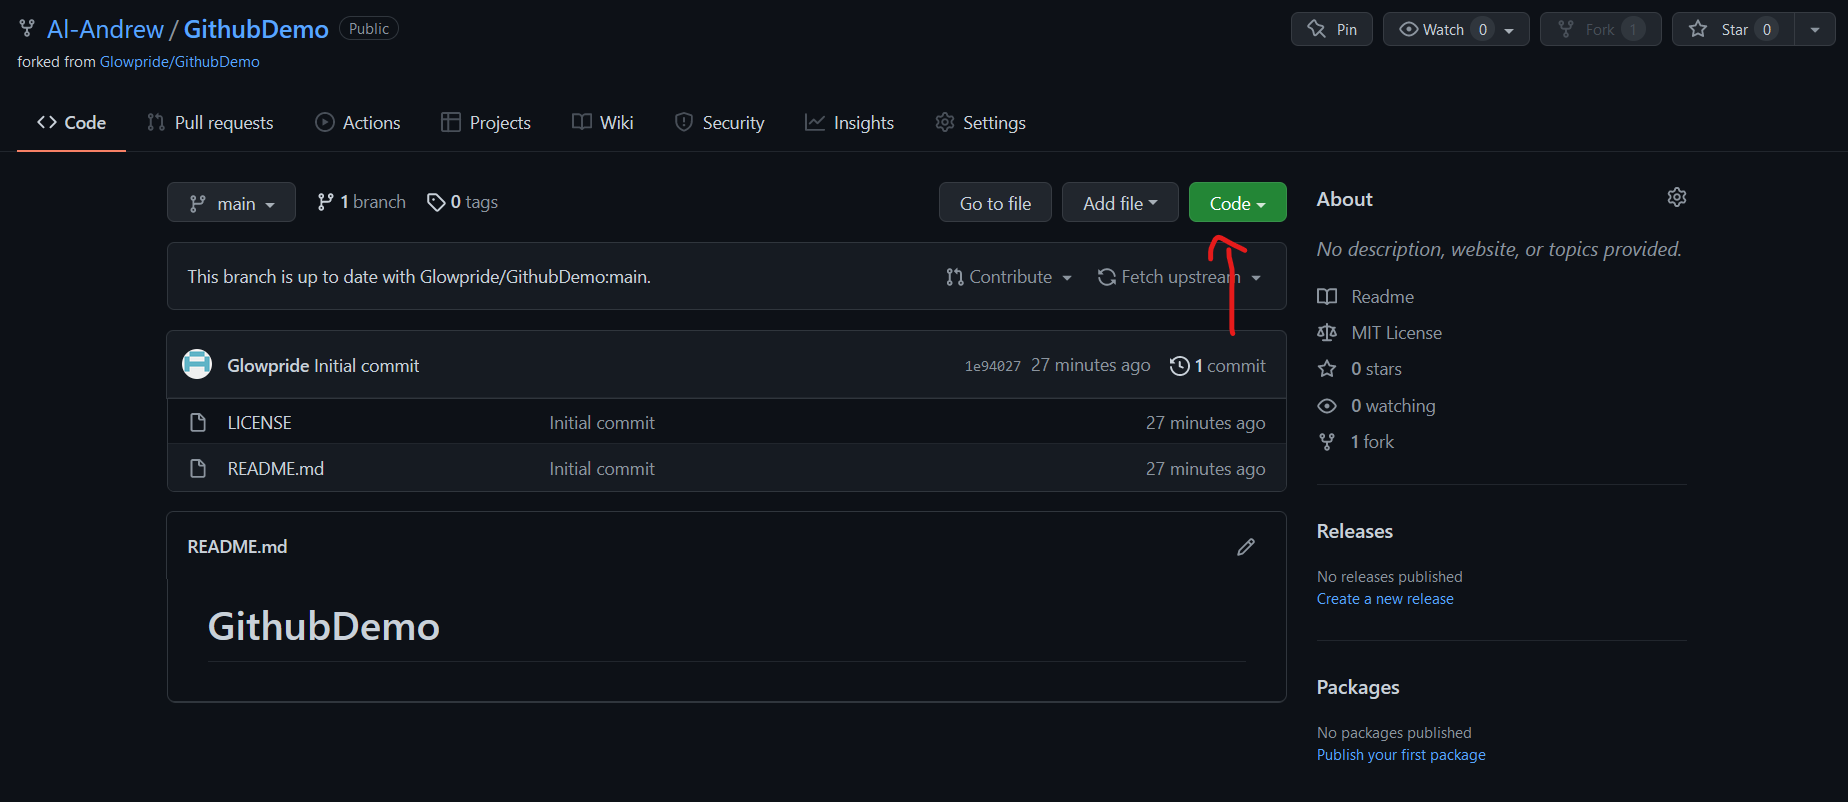 Al-Andrew / GithubDemo Public
Pin Watch 0 Fork 1 Star 0
forked from Glowpride/GithubDemo
Code Pull requests Actions Projects Wiki Security Insights Settings
main 1 branch 0 tags Go to file Add file Code
This branch is up to date with Glowpride/GithubDemo:main. Contribute Fetch upstream
Glowpride Initial commit 1e94027 27 minutes ago 1 commit
LICENSE Initial commit 27 minutes ago
README.md Initial commit 27 minutes ago
README.md
GithubDemo
About
No description, website, or topics provided.
Readme
MIT License
0 stars
0 watching
1 fork
Releases
No releases published
Create a new release
Packages
No packages published
Publish your first package